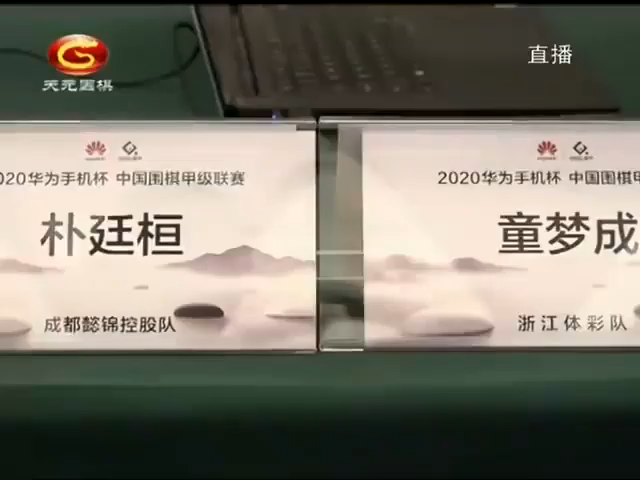 天元围棋
直播
020华为手机杯 中国围棋甲级联赛
朴廷桓
成都懿锦控股队
2020华为手机杯 中国围棋甲
童梦成
浙江体彩队